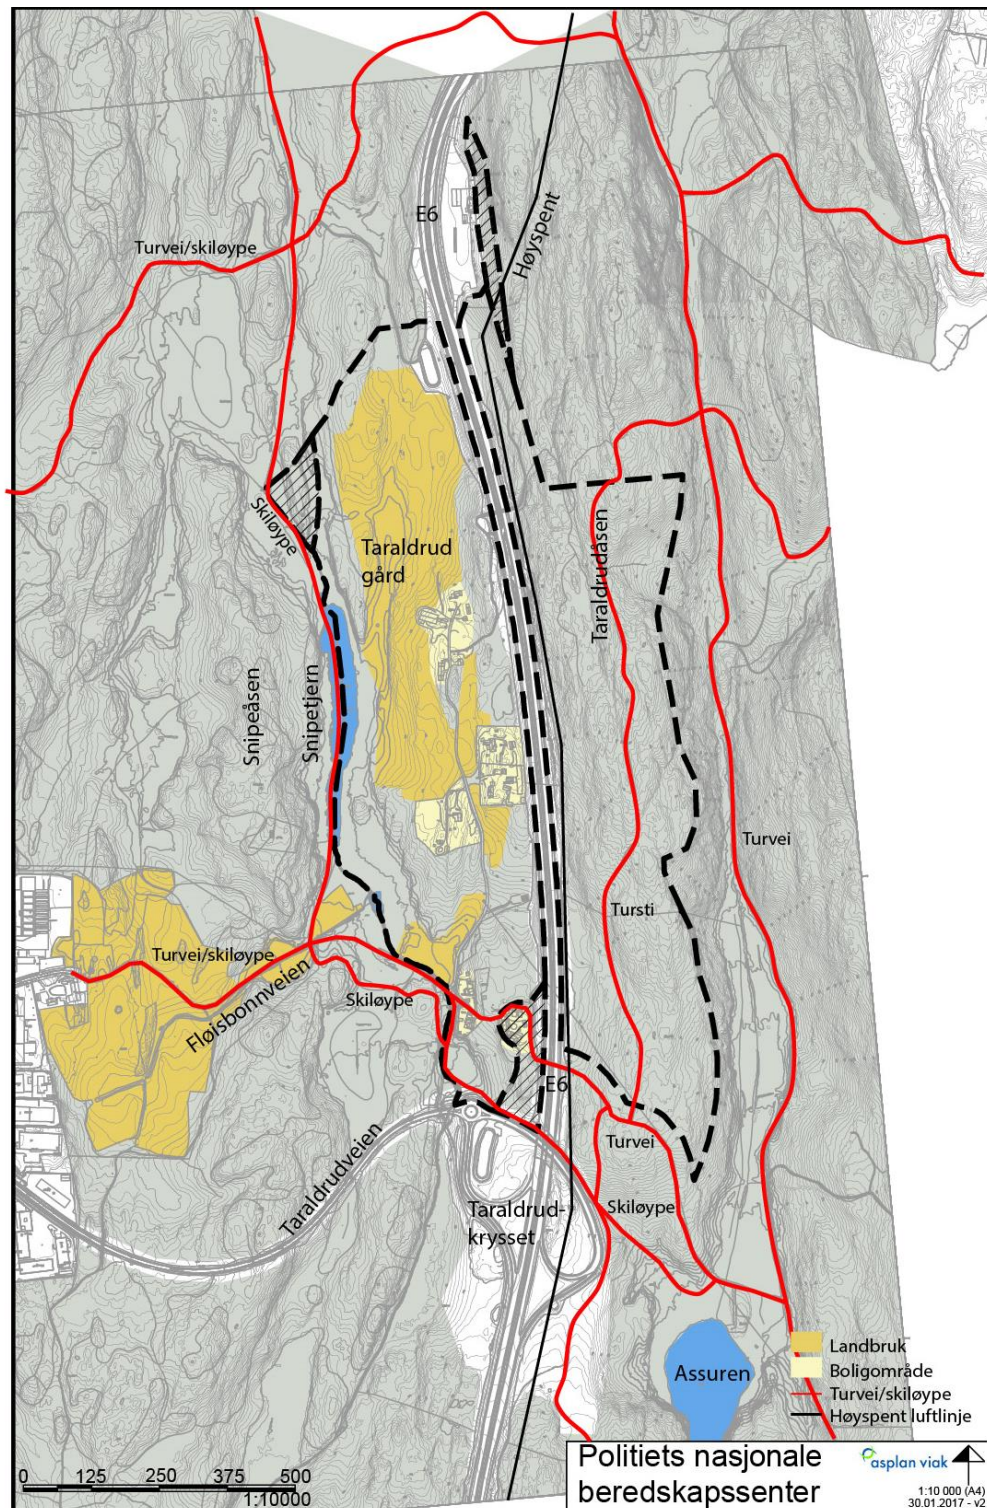 E6
Høyspent
Turvei/skiløype
Skiløype
Taraldrud
gård
Taraldrudåsen
Snipeåsen
Snipetjern
Turvei
Tursti
Turvei/skiløype
Fløisbonnveien
Skiløype
E6
Turvei
Taraldrudveien
Taraldrud-
krysset
Skiløype
Assuren
Landbruk
Boligområde
Turvei/skiløype
Høyspent luftlinje
0 125 250 375 500
1:10000
Politiets nasjonale
beredskapssenter
asplan viak
1:10 000 (A4)
30.01.2017 - v2